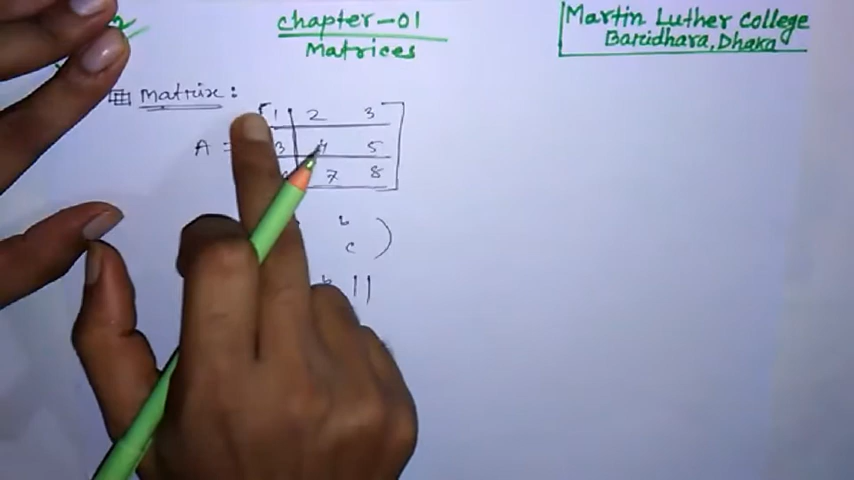 chapter-01
Matrices
Martin Luther College
Baridhara, Dhaka
Matrix:
1 2 3
A = 3 4 5
7 8
b
c )
b ||